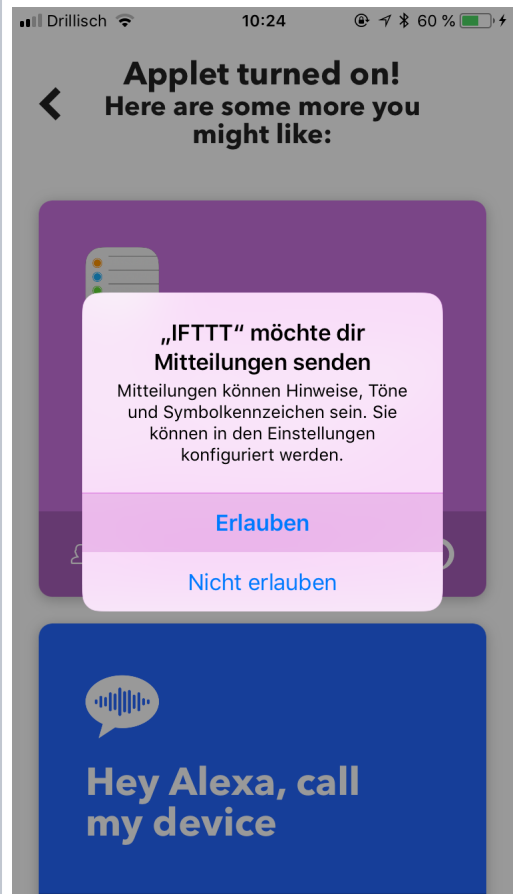 Drillisch 10:24 60 %
Applet turned on!
Here are some more you
might like:
„IFTTT“ möchte dir
Mitteilungen senden
Mitteilungen können Hinweise, Töne
und Symbolkennzeichen sein. Sie
können in den Einstellungen
konfiguriert werden.
Erlauben
Nicht erlauben
Hey Alexa, call
my device